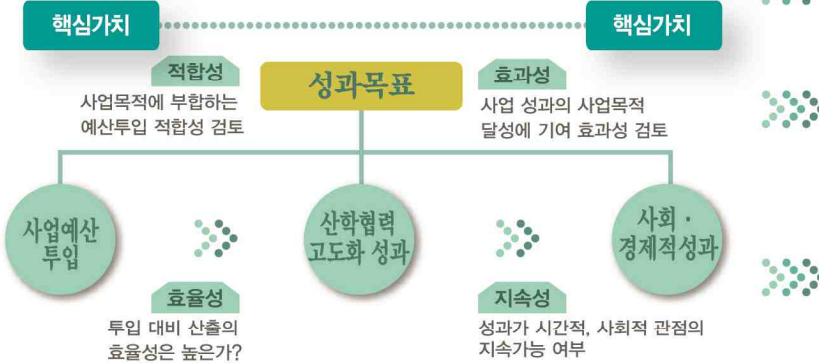 핵심가치
핵심가치
적합성
사업목적에 부합하는
예산투입 적합성 검토
성과목표
효과성
사업 성과의 사업목적
달성에 기여 효과성 검토
사업예산
투입
산학협력
고도화 성과
사회·
경제적성과
효율성
투입 대비 산출의
효율성은 높은가?
지속성
성과가 시간적, 사회적 관점의
지속가능 여부